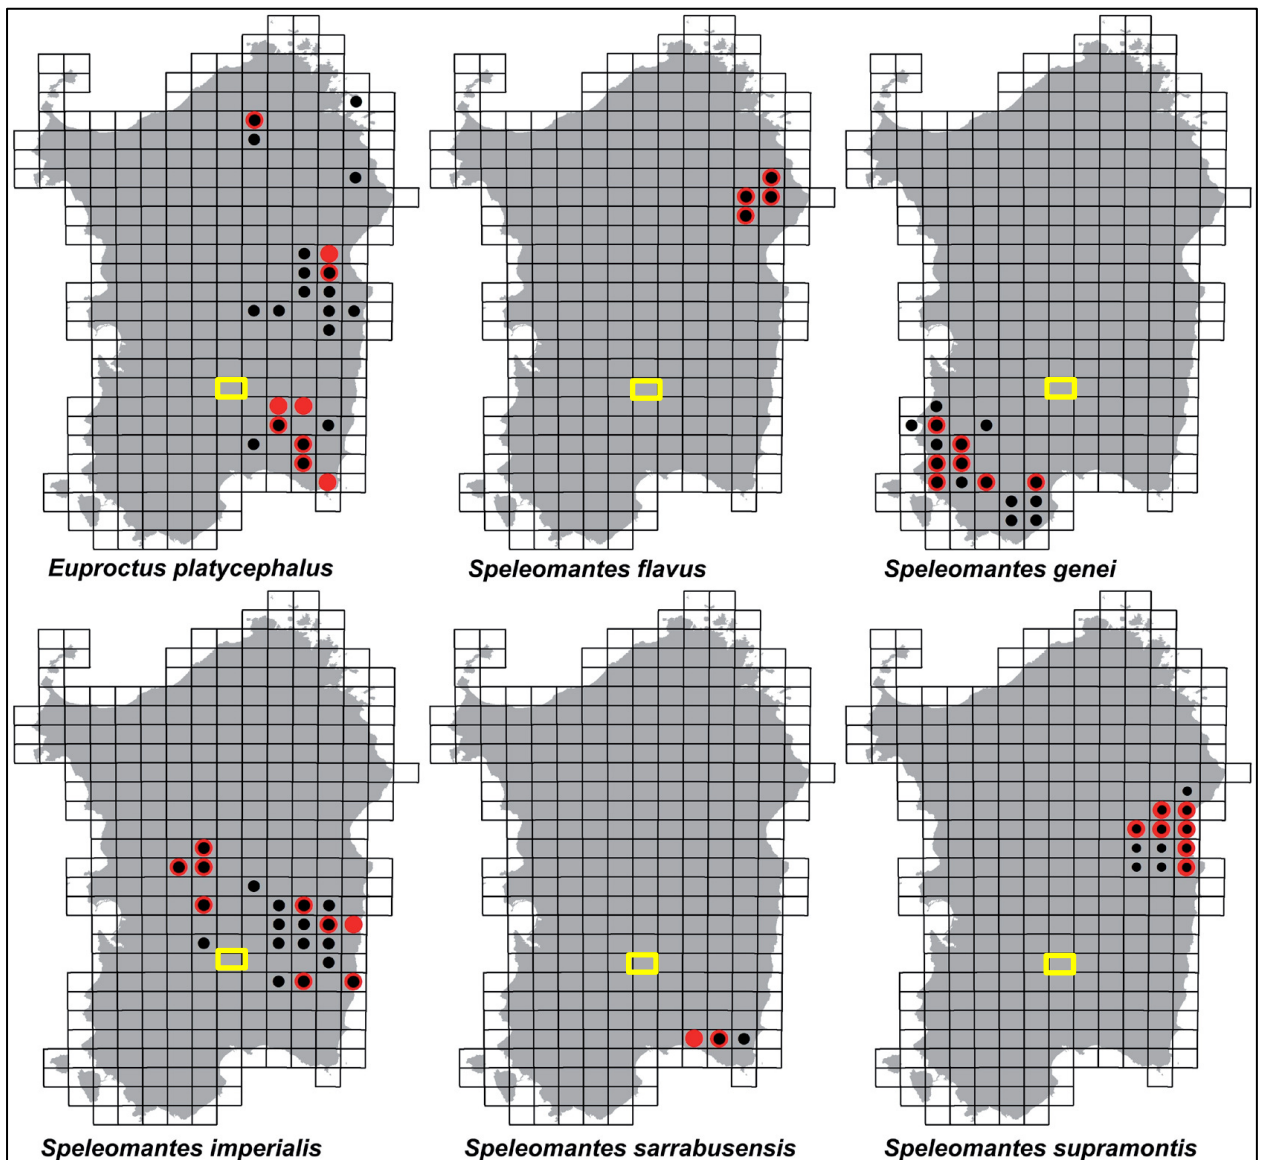 Euproctus platycephalus
Speleomantes flavus
Speleomantes genei
Speleomantes imperialis
Speleomantes sarrabusensis
Speleomantes supramontis